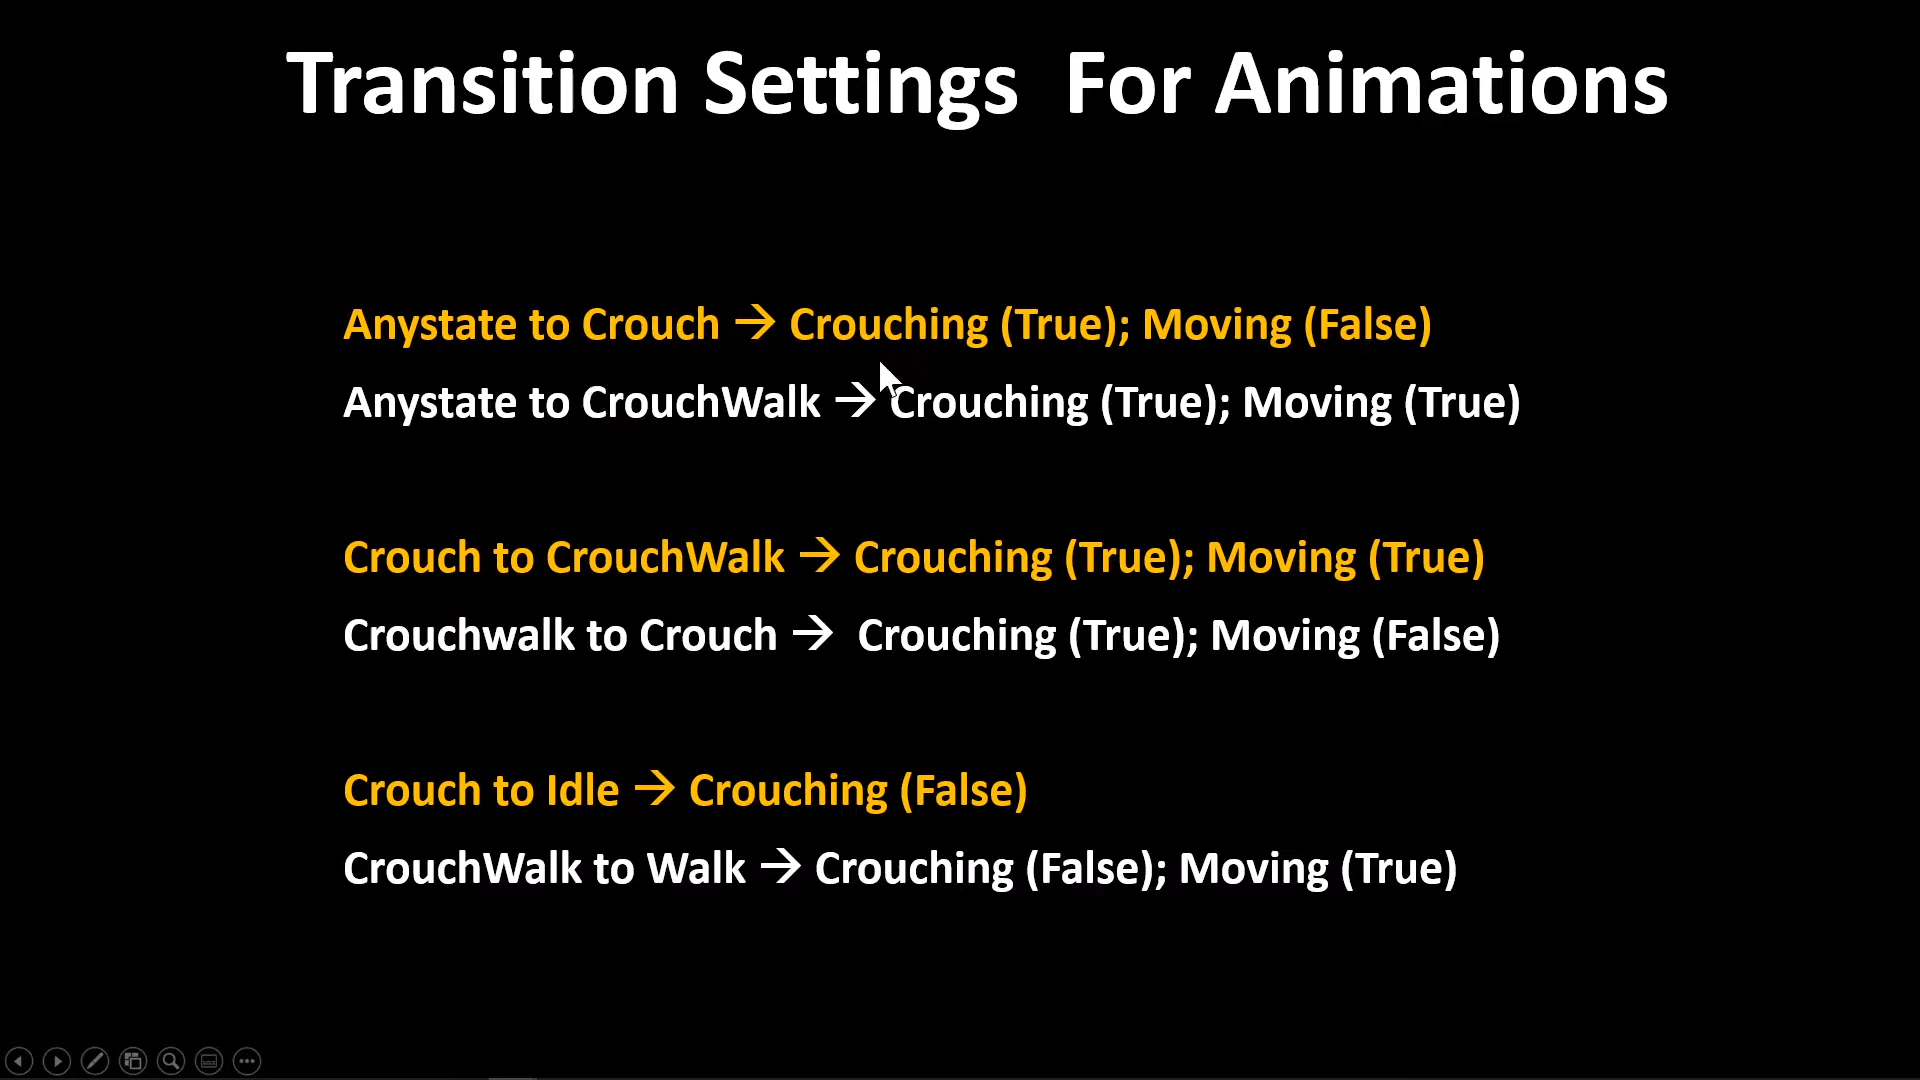 Transition Settings  For Animations
Anystate to Crouch → Crouching (True); Moving (False)
Anystate to CrouchWalk → Crouching (True); Moving (True)
Crouch to CrouchWalk → Crouching (True); Moving (True)
Crouchwalk to Crouch →  Crouching (True); Moving (False)
Crouch to Idle → Crouching (False)
CrouchWalk to Walk → Crouching (False); Moving (True)